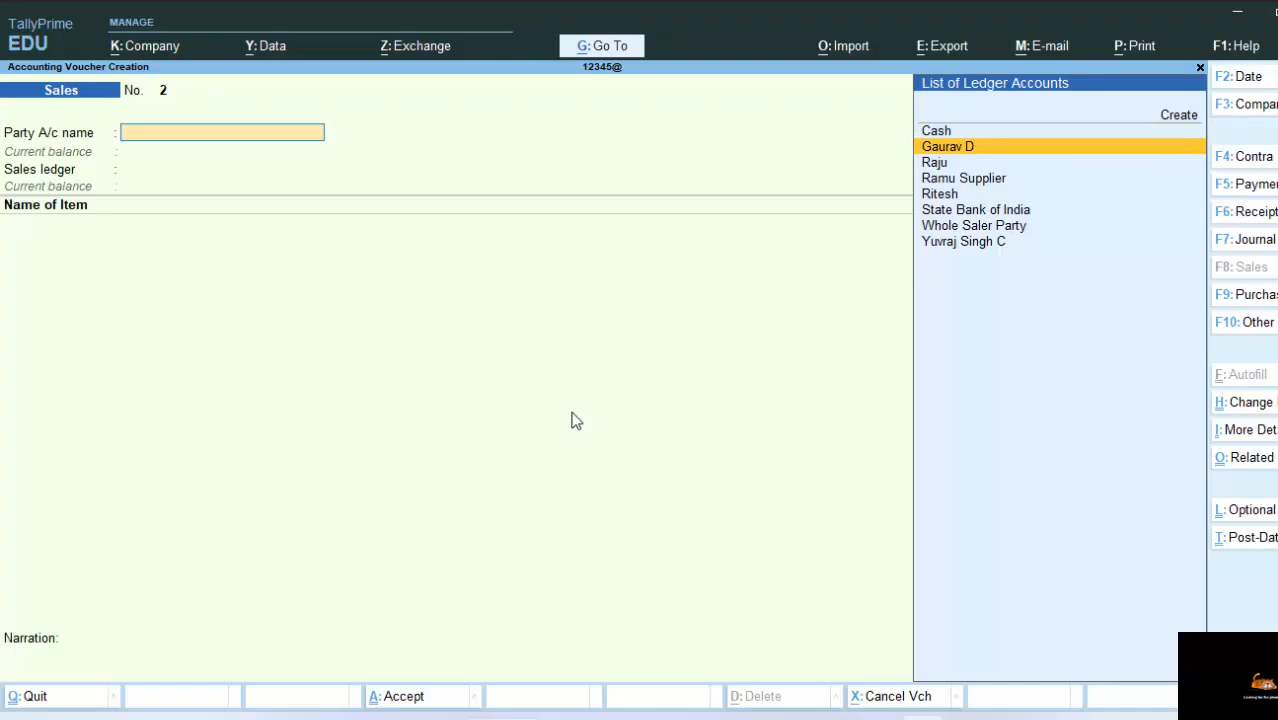 TallyPrime
EDU
MANAGE
K: Company
Y: Data
Z: Exchange
G: Go To
O: Import
E: Export
M: E-mail
P: Print
F1: Help
Accounting Voucher Creation
12345@
x
Sales No. 2
Party A/c name :
Current balance :
Sales ledger :
Current balance :
Name of Item
Narration:
List of Ledger Accounts
Create
Cash
Gaurav D
Raju
Ramu Supplier
Ritesh
State Bank of India
Whole Saler Party
Yuvraj Singh C
F2: Date
F3: Compa
F4: Contra
F5: Payme
F6: Receipt
F7: Journal
F8: Sales
F9: Purcha
F10: Other
F: Autofill
H: Change
I: More Det
O: Related
L: Optional
T: Post-Dat
Q: Quit
A: Accept
D: Delete
X: Cancel Vch